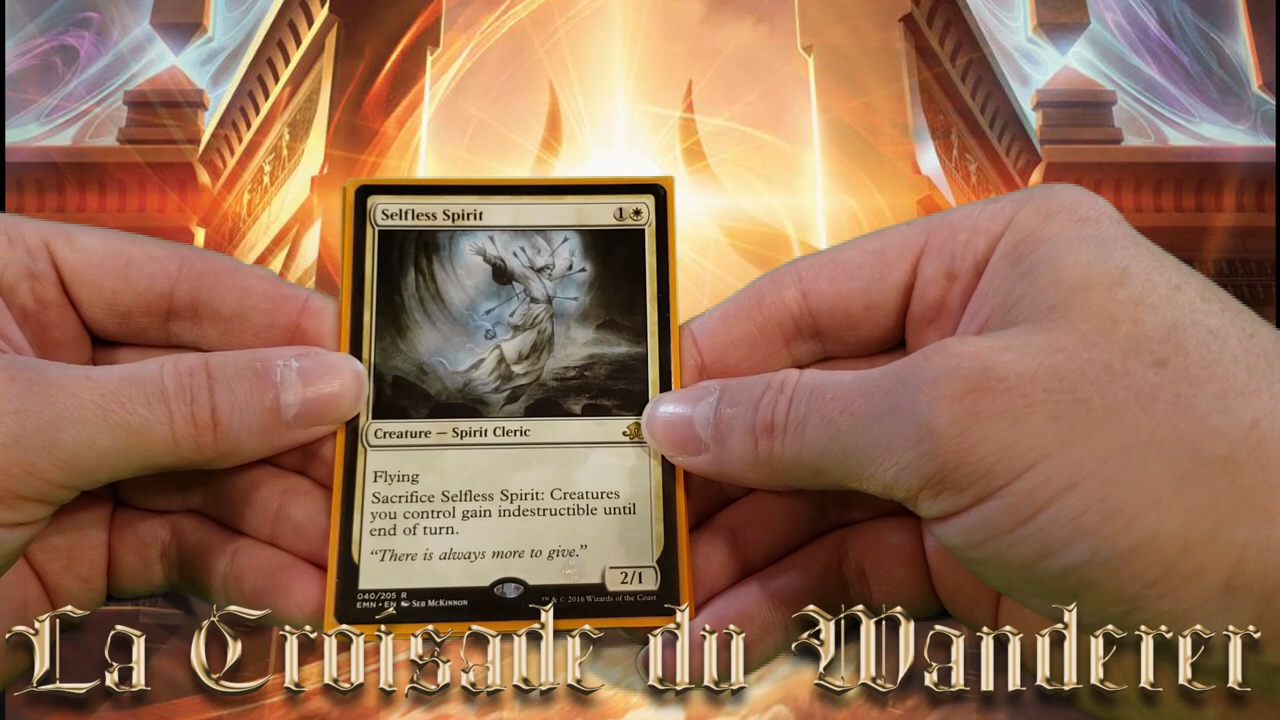 Selfless Spirit 1
Creature — Spirit Cleric
Flying
Sacrifice Selfless Spirit: Creatures
you control gain indestructible until
end of turn.
“There is always more to give.”
2/1
040/205 R
EMN • EN Seb McKinnon
™ & © 2016 Wizards of the Coast
La Croisade du Wanderer